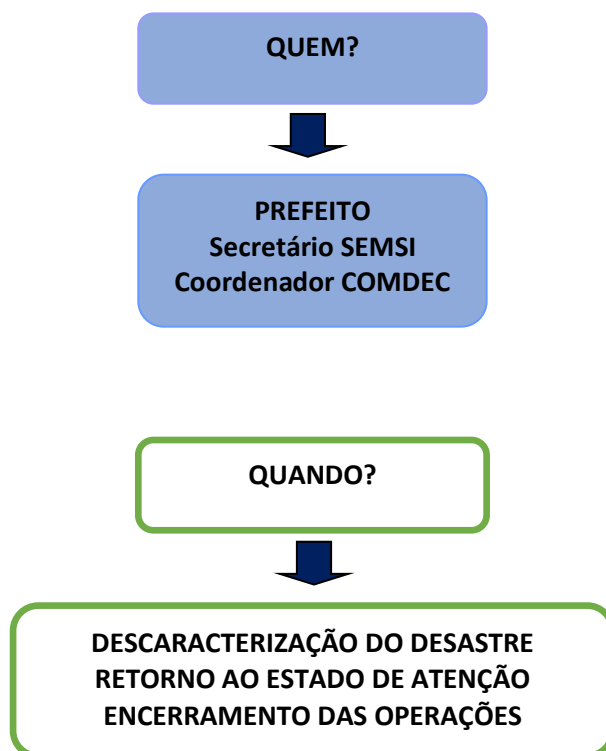 QUEM?
PREFEITO
Secretário SEMSI
Coordenador COMDEC
QUANDO?
DESCARACTERIZAÇÃO DO DESASTRE
RETORNO AO ESTADO DE ATENÇÃO
ENCERRAMENTO DAS OPERAÇÕES